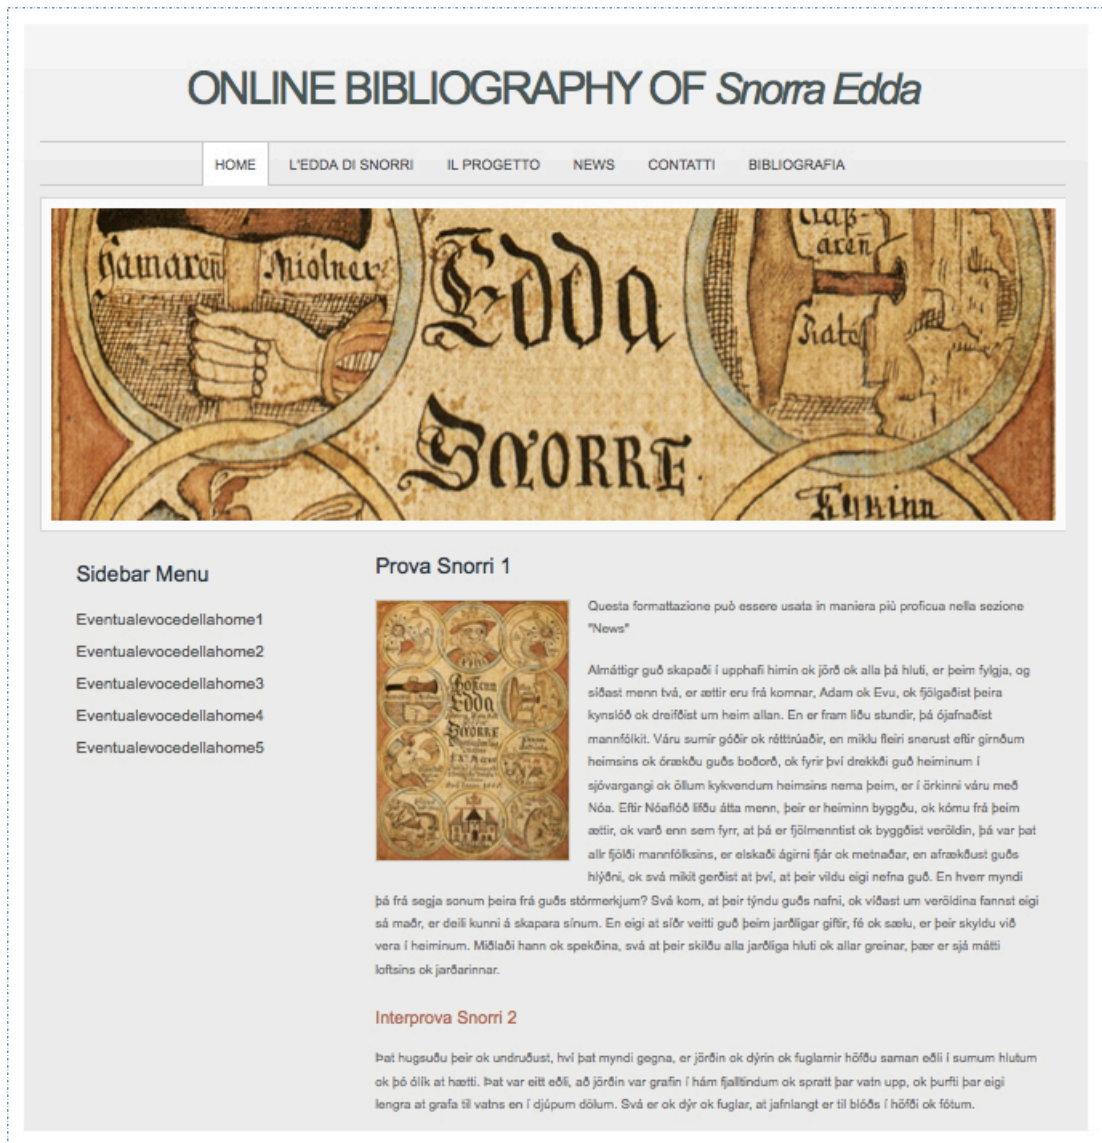 ONLINE BIBLIOGRAPHY OF Snorra Edda
HOME L'EDDA DI SNORRI IL PROGETTO NEWS CONTATTI BIBLIOGRAFIA
Hamaren Miölner
Edda
Gaps-
aren
Rate
Snorre
Kyrinn
Sidebar Menu
Eventualevocedellahome1
Eventualevocedellahome2
Eventualevocedellahome3
Eventualevocedellahome4
Eventualevocedellahome5
Prova Snorri 1
Questa formattazione può essere usata in maniera più proficua nella sezione
"News"
Almáttigr guð skapaði í upphafi himin ok jörð ok alla þá hluti, er þeim fylgja, og
síðast menn tvá, er ættir eru frá komnar, Adam ok Evu, ok fjölgaðist þeira
kynslóð ok dreifðist um heim allan. En er fram liðu stundir, þá ójafnaðist
mannfólkit. Váru sumir góðir ok rétttrúaðir, en miklu fleiri snerust eftir girnðum
heimsins ok órækðu guðs boðorð, ok fyrir því drekkði guð heiminum í
sjóvargangi ok öllum kykvendum heimsins nema þeim, er í örkinni váru með
Nóa. Eftir Nóaflóð lifðu átta menn, þeir er heiminn byggðu, ok kómu frá þeim
ættir, ok varð enn sem fyrr, at þá er fjölmenntist ok byggðist veröldin, þá var þat
allr fjölði mannfólksins, er elskaði ágirni fjár ok metnaðar, en afrækðust guðs
hlýðni, ok svá mikit gerðist at því, at þeir vildu eigi nefna guð. En hverr myndi
þá frá segja sonum þeira frá guðs stórmerkjum? Svá kom, at þeir týndu guðs nafni, ok víðast um veröldina fannst eigi
sá maðr, er deili kunni á skapara sínum. En eigi at síðr veitti guð þeim jarðligar giftir, fé ok sælu, er þeir skyldu við
vera í heiminum. Miðlaði hann ok spekðina, svá at þeir skilðu alla jarðliga hluti ok allar greinar, þær er sjá mátti
loftsins ok jarðarinnar.
Interprova Snorri 2
Þat hugsuðu þeir ok undruðust, hví þat myndi gegna, er jörðin ok dýrin ok fuglarnir höfðu saman eðli í sumum hlutum
ok þó ólík at hætti. Þat var eitt eðli, að jörðin var grafin í hám fjalltindum ok spratt þar vatn upp, ok þurfti þar eigi
lengra at grafa til vatns en í djúpum dölum. Svá er ok dýr ok fuglar, at jafnlangt er til blóðs í höfði ok fótum.